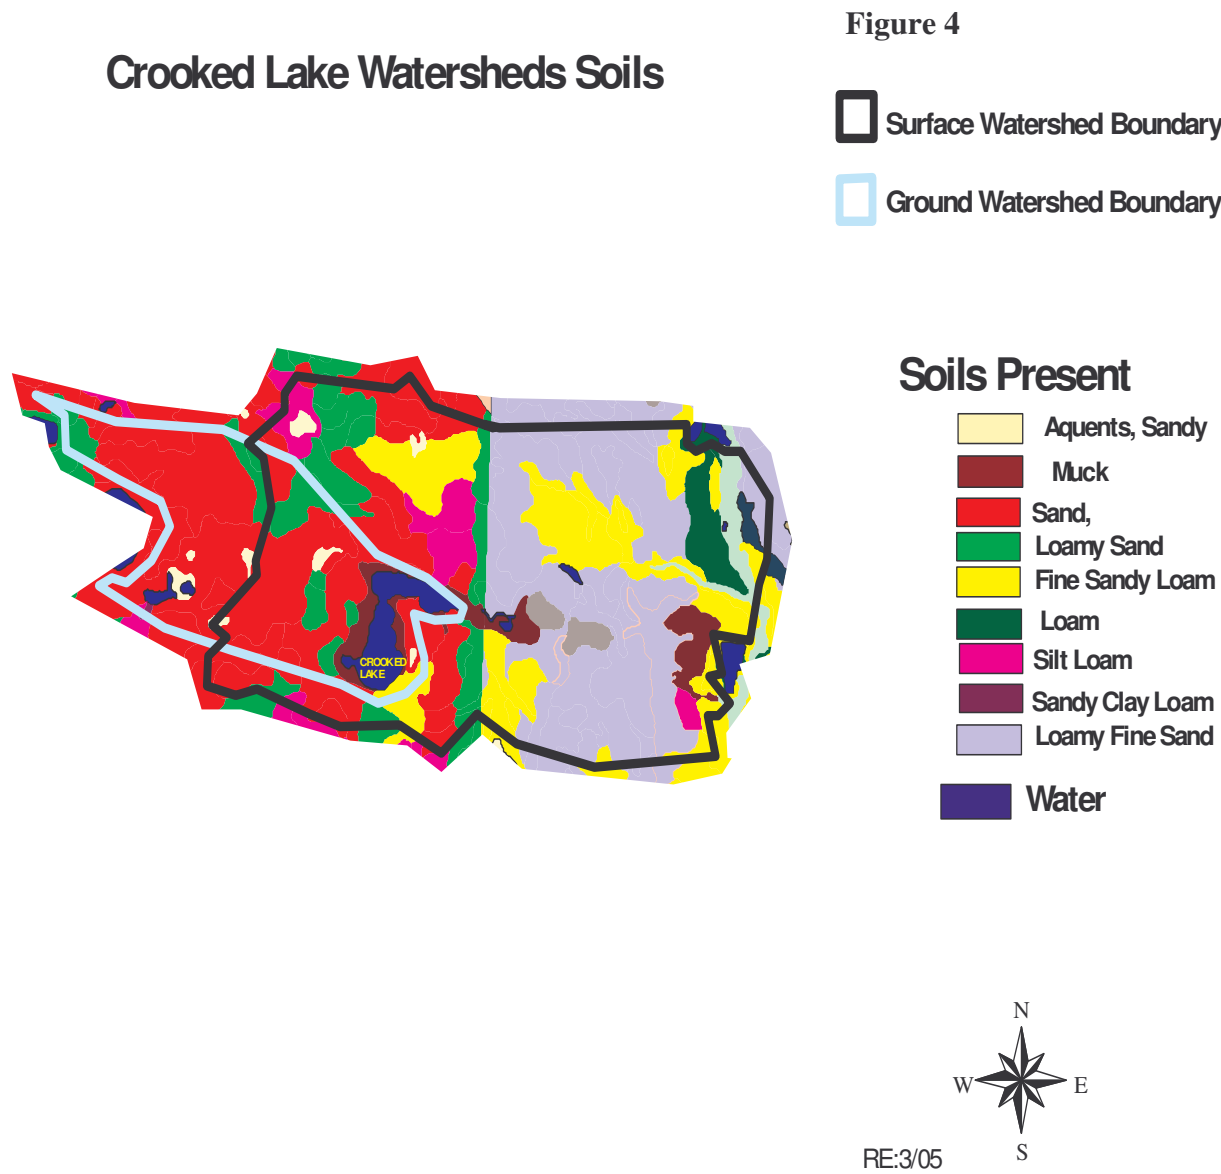 Figure 4
Crooked Lake Watersheds Soils
Surface Watershed Boundary
Ground Watershed Boundary
Soils Present
Aquents, Sandy
Muck
Sand,
Loamy Sand
Fine Sandy Loam
Loam
Silt Loam
Sandy Clay Loam
Loamy Fine Sand
Water
CROOKED
LAKE
N
W
E
S
RE:3/05